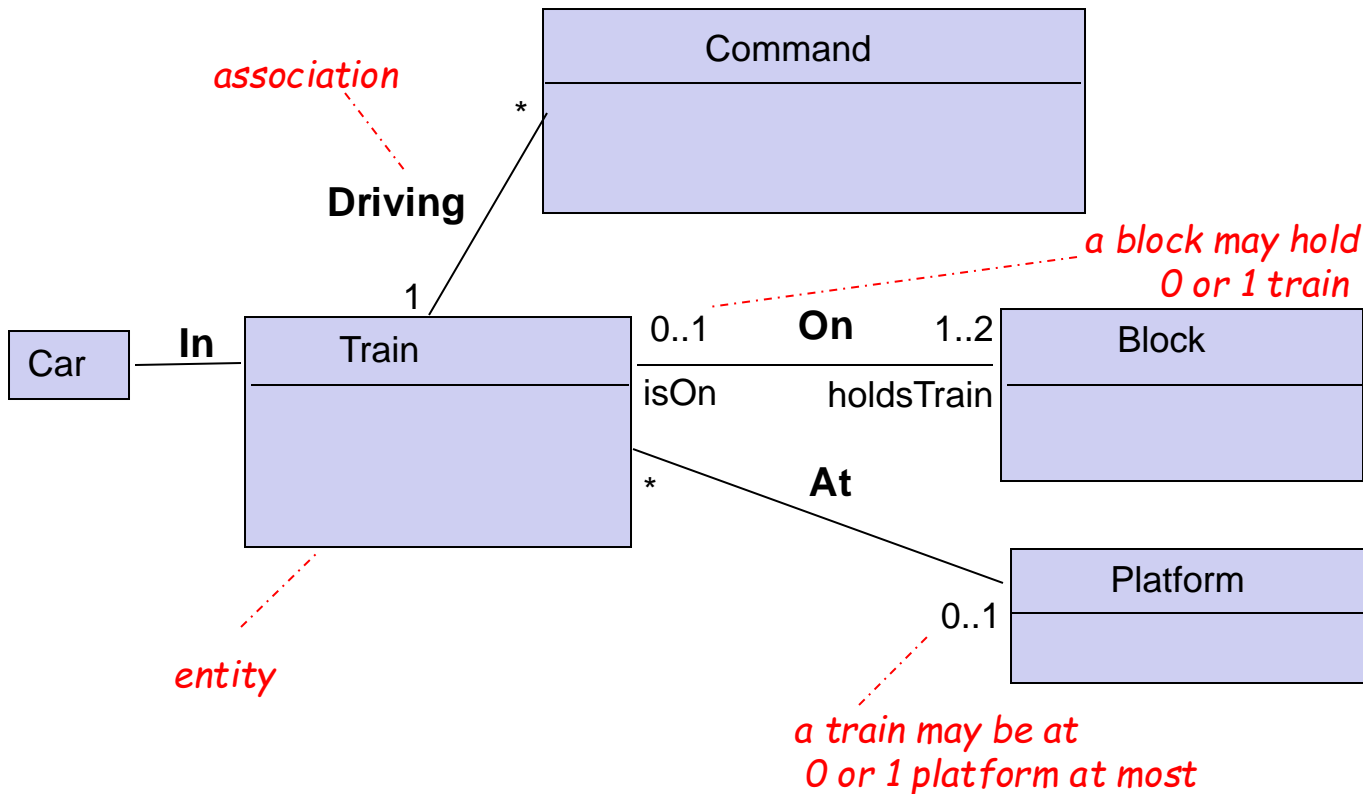 Command
association
*
Driving
a block may hold
0 or 1 train
1
Car
In
Train
0..1
On
1..2
Block
isOn
holdsTrain
*
At
Platform
0..1
entity
a train may be at
0 or 1 platform at most